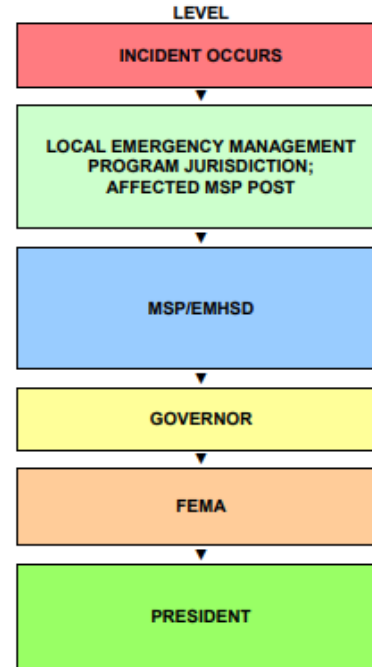 LEVEL
INCIDENT OCCURS
LOCAL EMERGENCY MANAGEMENT
PROGRAM JURISDICTION;
AFFECTED MSP POST
MSP/EMHSD
GOVERNOR
FEMA
PRESIDENT